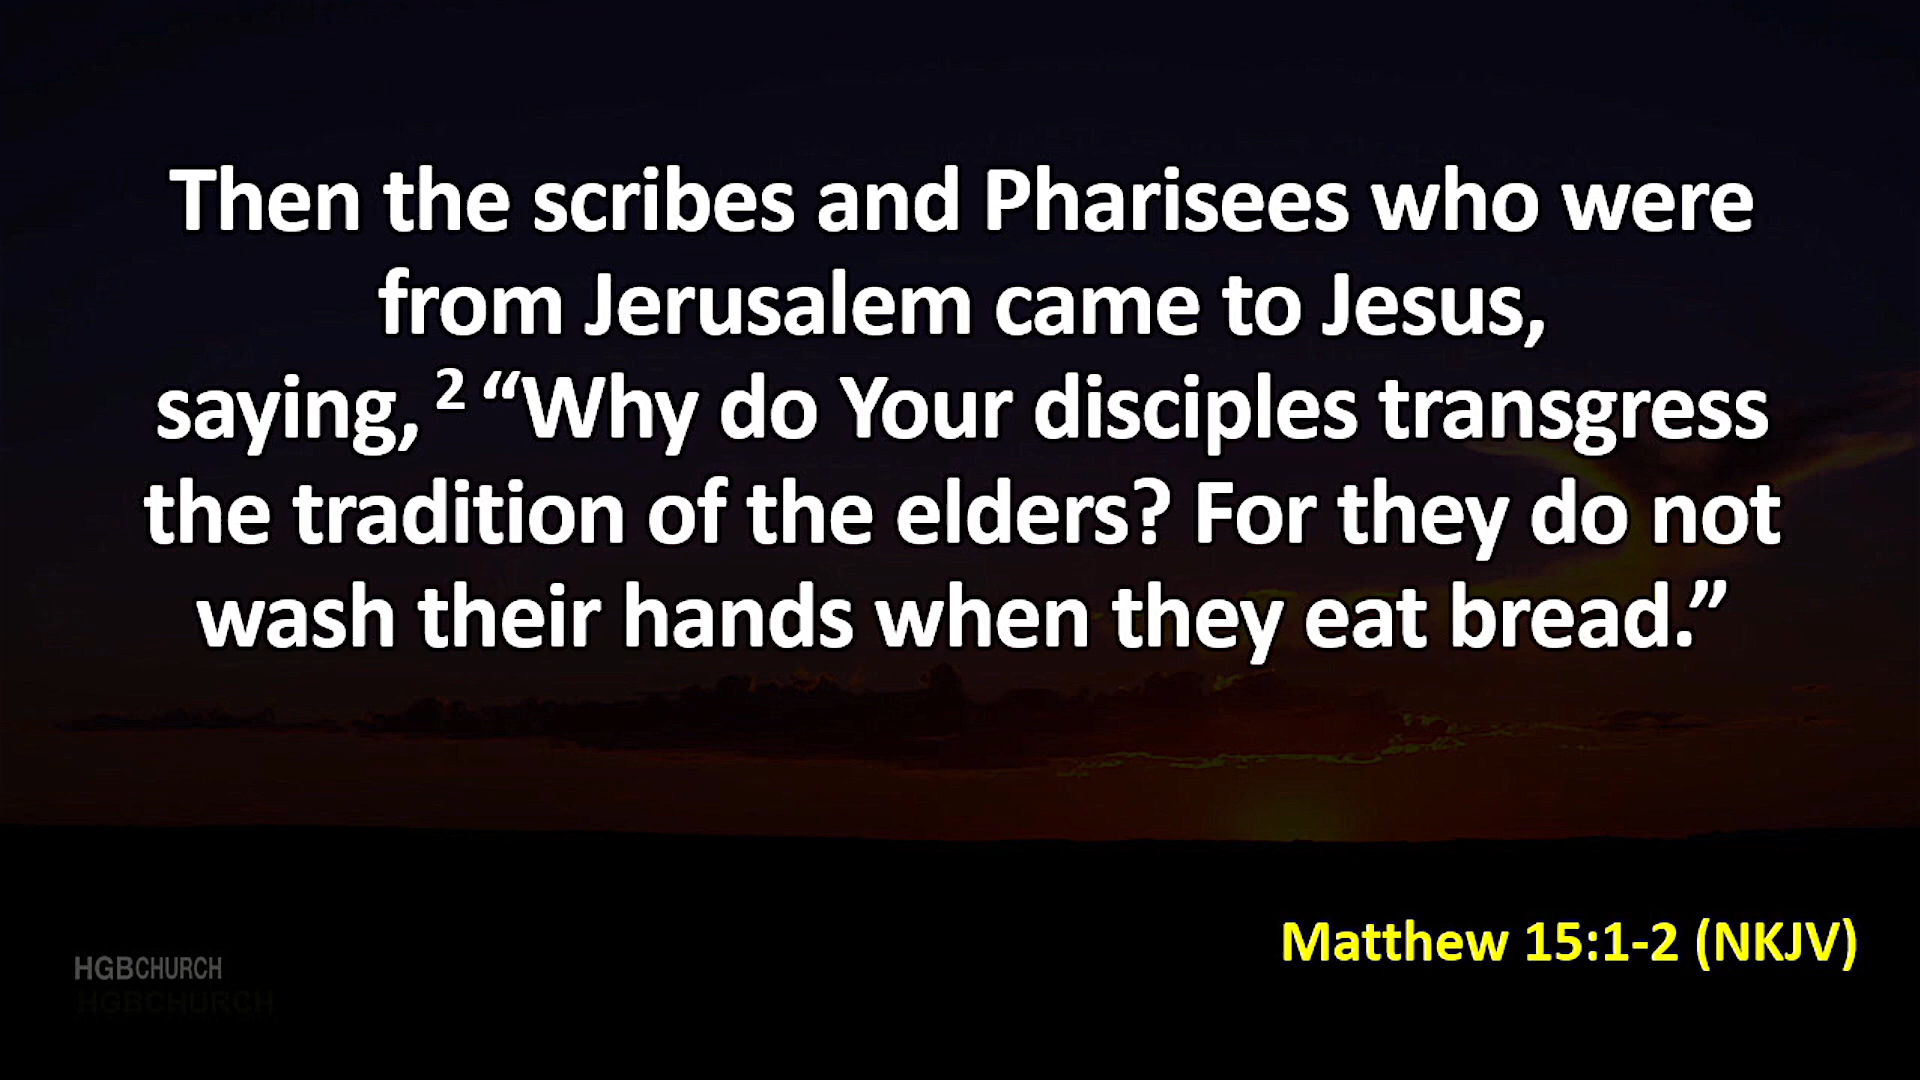 Then the scribes and Pharisees who were
from Jerusalem came to Jesus,
saying, 2 “Why do Your disciples transgress
the tradition of the elders? For they do not
wash their hands when they eat bread.”
Matthew 15:1-2 (NKJV)
HGBCHURCH
HGBCHURCH